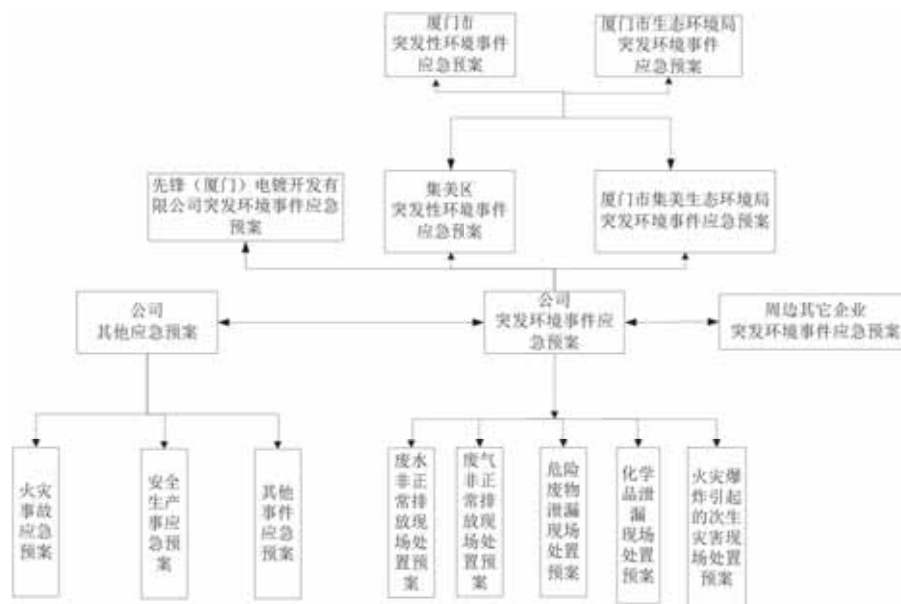 厦门市
突发性环境事件
应急预案
厦门市生态环境局
突发环境事件
应急预案
先锋（厦门）电镀开发有
限公司突发环境事件应急
预案
集美区
突发性环境事件
应急预案
厦门市集美生态环境局
突发环境事件应急预案
公司
其他应急预案
公司
突发环境事件应
急预案
周边其它企业
突发环境事件应急预案
火灾
事故
应急
预案
安全
生产
事应
急预
案
其他
事件
应急
预案
废水
非正
常排
放现
场处
置预
案
废气
非正
常排
放现
场处
置预
案
危险
废物
泄漏
现场
处置
预案
化学
品泄
漏
现场
处置
预案
火灾爆
炸引起
的次生
灾害现
场处置
预案